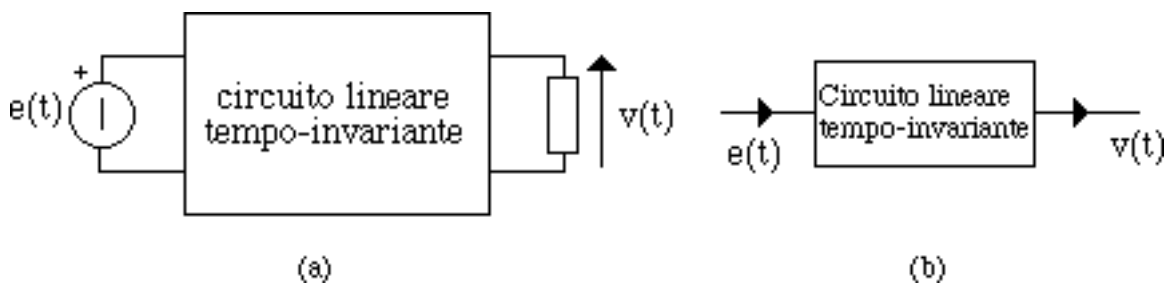 +
e(t)
circuito lineare
tempo-invariante
v(t)
(a)
Circuito lineare
tempo-invariante
e(t)
v(t)
(b)